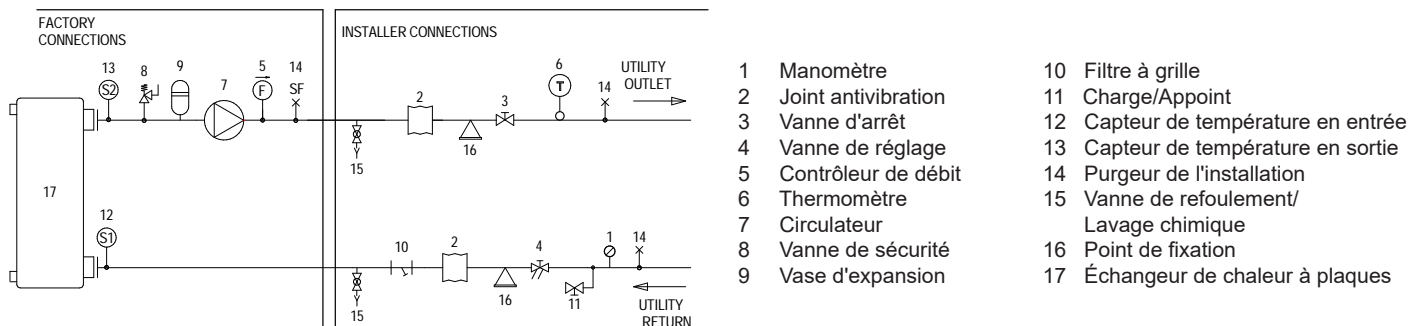 FACTORY
CONNECTIONS
INSTALLER CONNECTIONS
13
8
9
7
5
14
S2
F
SF
2
3
6
T
14
UTILITY
OUTLET
15
16
17
12
S1
10
2
4
1
14
15
16
11
UTILITY
RETURN
1 Manomètre
2 Joint antivibration
3 Vanne d'arrêt
4 Vanne de réglage
5 Contrôleur de débit
6 Thermomètre
7 Circulateur
8 Vanne de sécurité
9 Vase d'expansion
10 Filtre à grille
11 Charge/Appoint
12 Capteur de température en entrée
13 Capteur de température en sortie
14 Purgeur de l'installation
15 Vanne de refoulement/
Lavage chimique
16 Point de fixation
17 Échangeur de chaleur à plaques